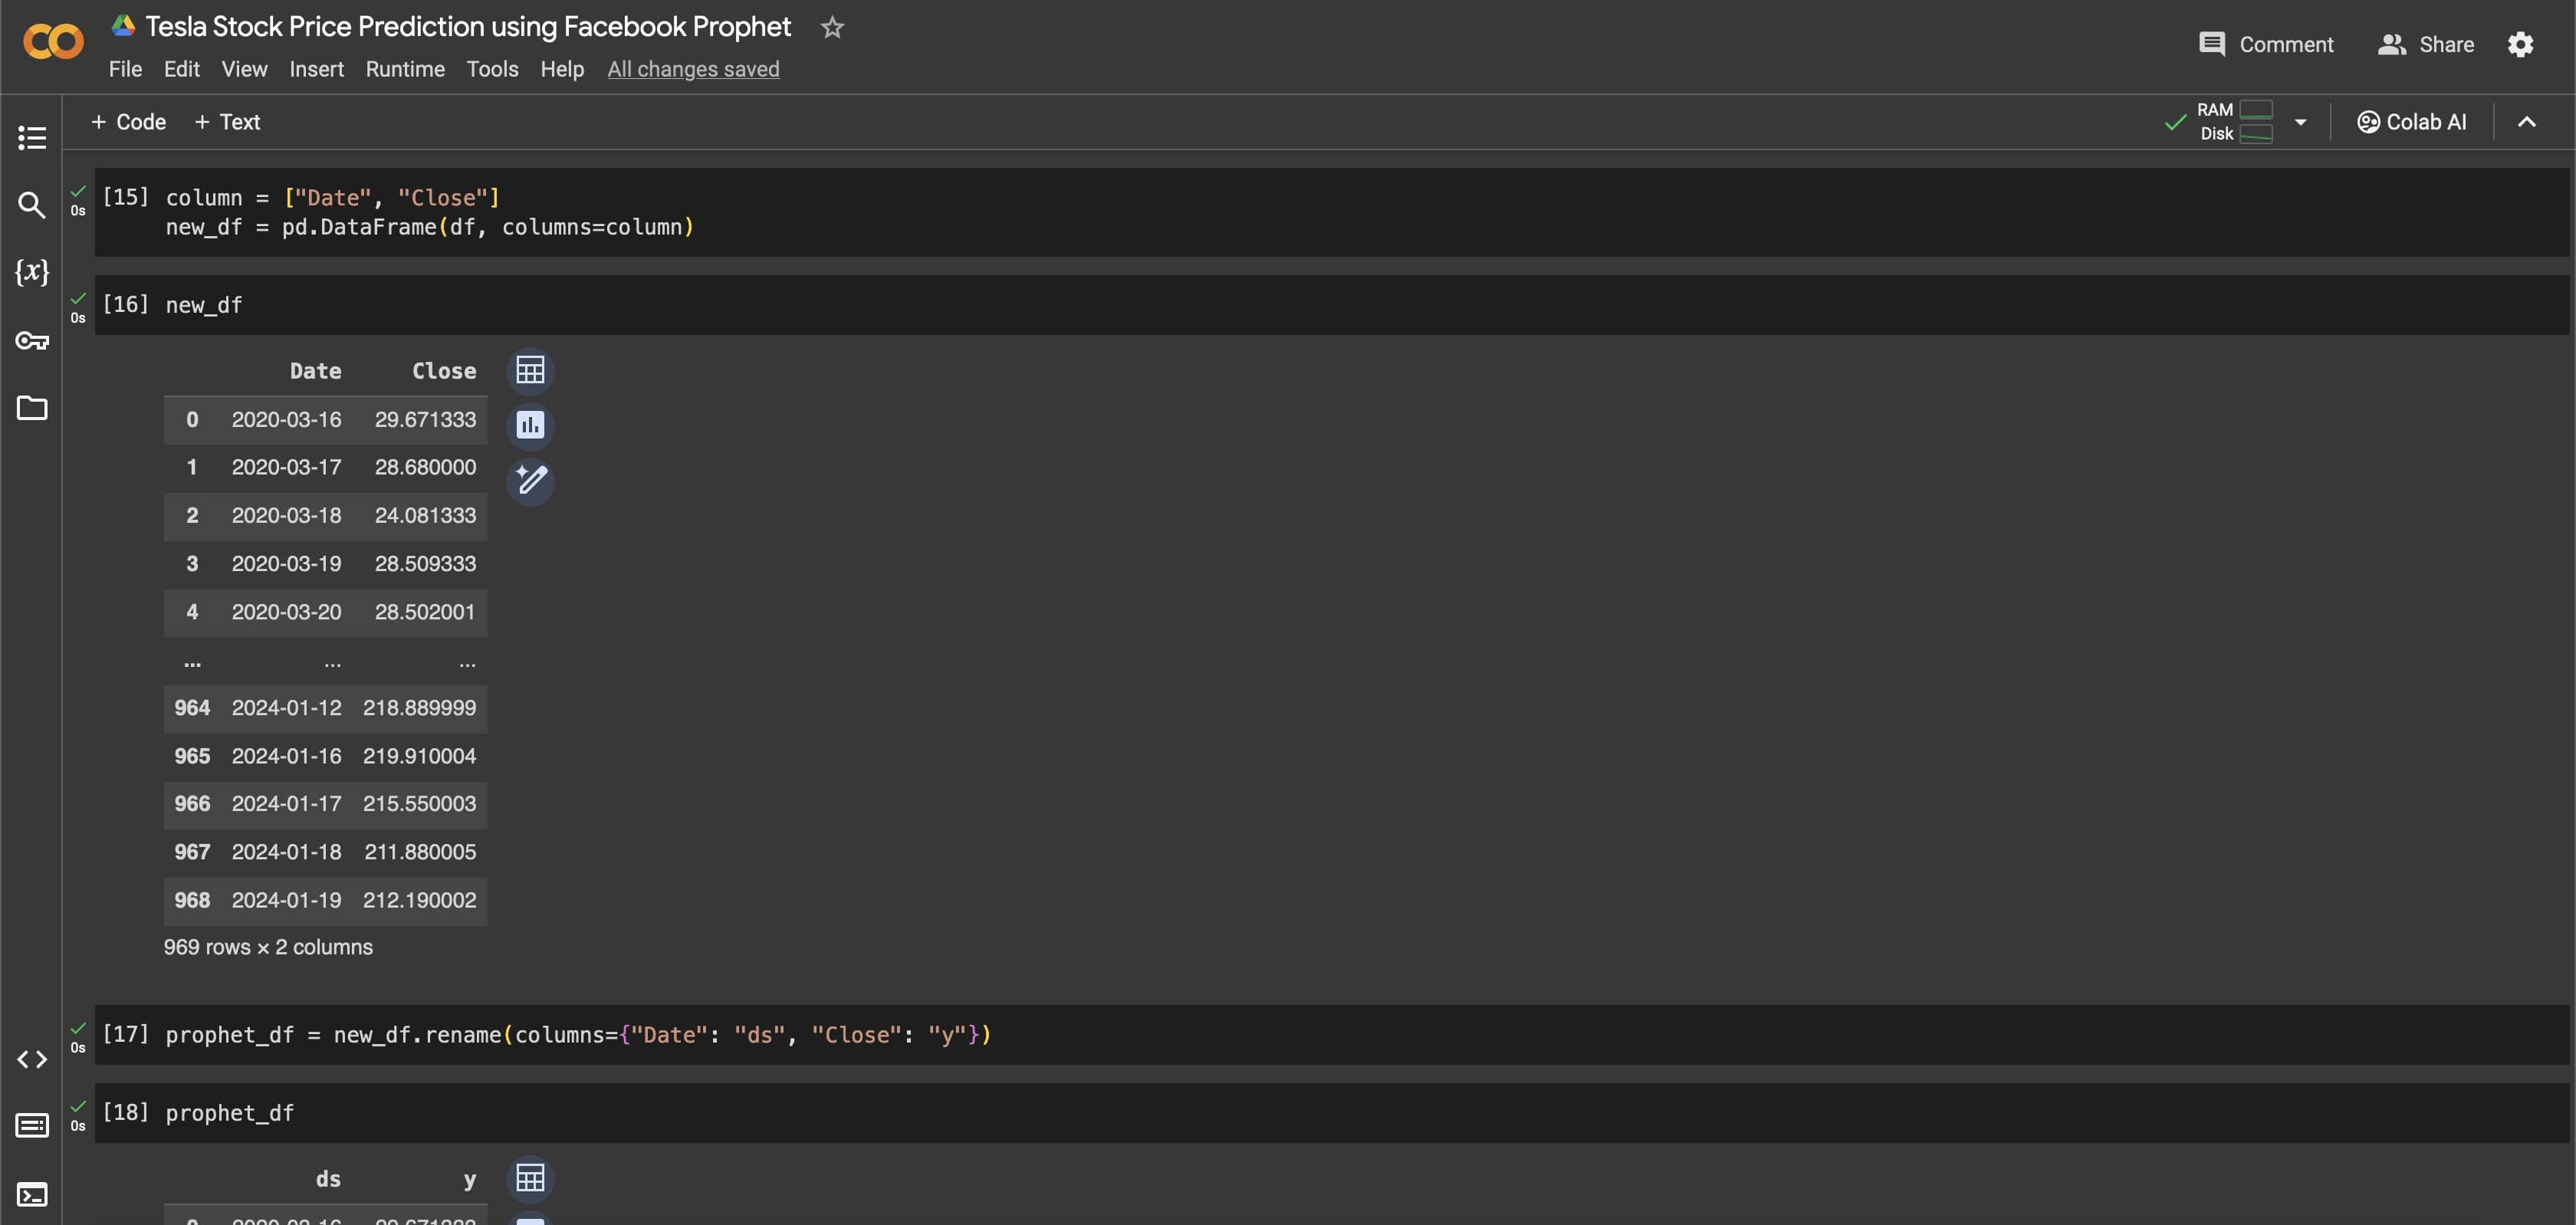 Tesla Stock Price Prediction using Facebook Prophet
File Edit View Insert Runtime Tools Help All changes saved
Comment Share
+ Code + Text
RAM
Disk
Colab AI
{x}
0s
[15] column = ["Date", "Close"]
new_df = pd.DataFrame(df, columns=column)
0s
[16] new_df
Date Close
0 2020-03-16 29.671333
1 2020-03-17 28.680000
2 2020-03-18 24.081333
3 2020-03-19 28.509333
4 2020-03-20 28.502001
... ... ...
964 2024-01-12 218.889999
965 2024-01-16 219.910004
966 2024-01-17 215.550003
967 2024-01-18 211.880005
968 2024-01-19 212.190002
969 rows × 2 columns
0s
[17] prophet_df = new_df.rename(columns={"Date": "ds", "Close": "y"})
0s
[18] prophet_df
ds y
0 2020-03-16 29.671333